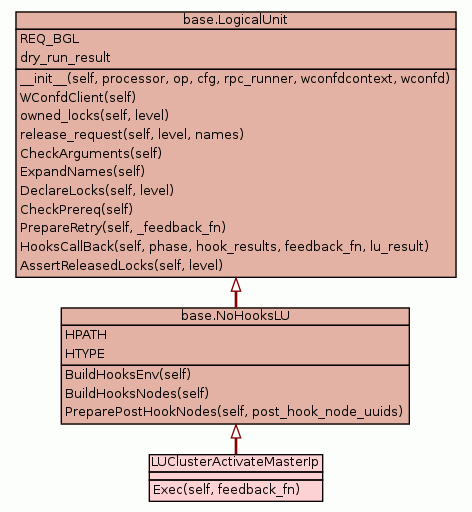 base.LogicalUnit
REQ_BGL
dry_run_result
__init__(self, processor, op, cfg, rpc_runner, wconfdcontext, wconfd)
WConfdClient(self)
owned_locks(self, level)
release_request(self, level, names)
CheckArguments(self)
ExpandNames(self)
DeclareLocks(self, level)
CheckPrereq(self)
PrepareRetry(self, _feedback_fn)
HooksCallBack(self, phase, hook_results, feedback_fn, lu_result)
AssertReleasedLocks(self, level)
base.NoHooksLU
HPATH
HTYPE
BuildHooksEnv(self)
BuildHooksNodes(self)
PreparePostHookNodes(self, post_hook_node_uuids)
LUClusterActivateMasterIp
Exec(self, feedback_fn)